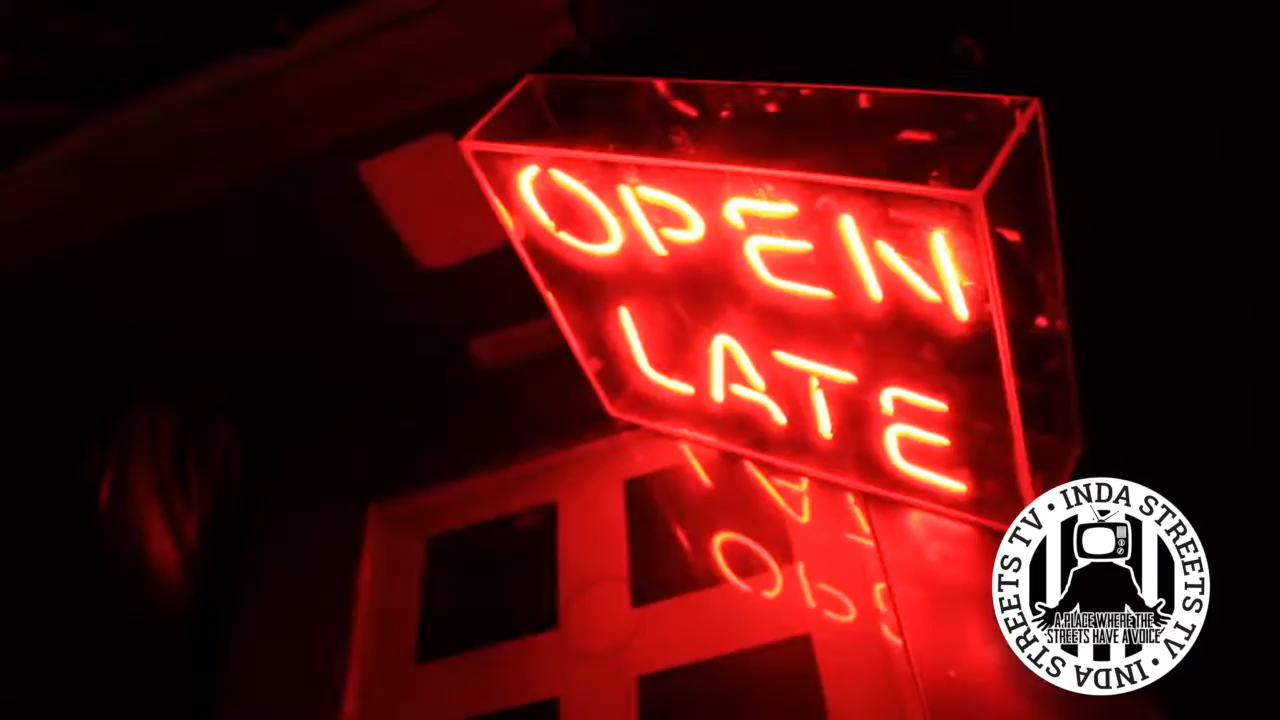 OPEN
LATE
INDA STREETS TV • INDA STREETS TV •
A PLACE WHERE THE
STREETS HAVE A VOICE